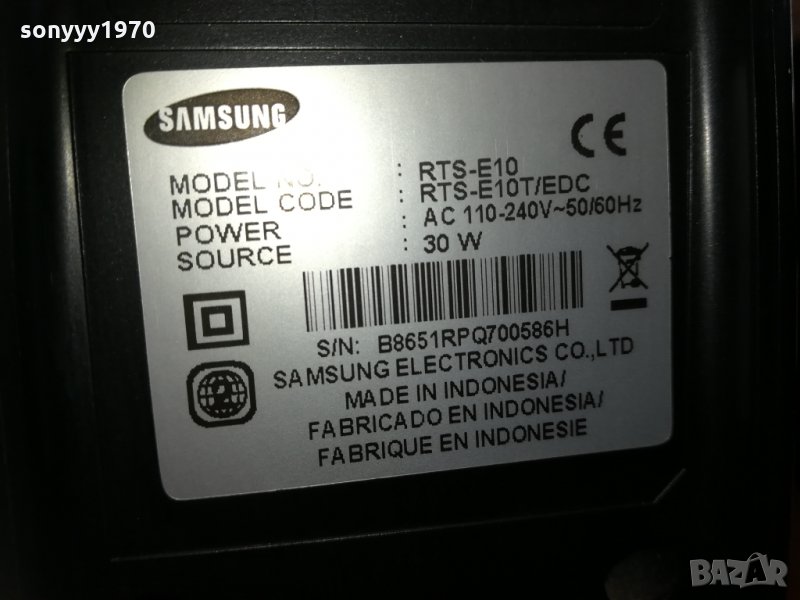 sonyyy1970
SAMSUNG
CE
MODEL NO. : RTS-E10
MODEL CODE : RTS-E10T/EDC
POWER : AC 110-240V~50/60Hz
SOURCE : 30 W
S/N: B8651RPQ700586H
2
SAMSUNG ELECTRONICS CO.,LTD
MADE IN INDONESIA/
FABRICADO EN INDONESIA/
FABRIQUE EN INDONESIE
BAZAR